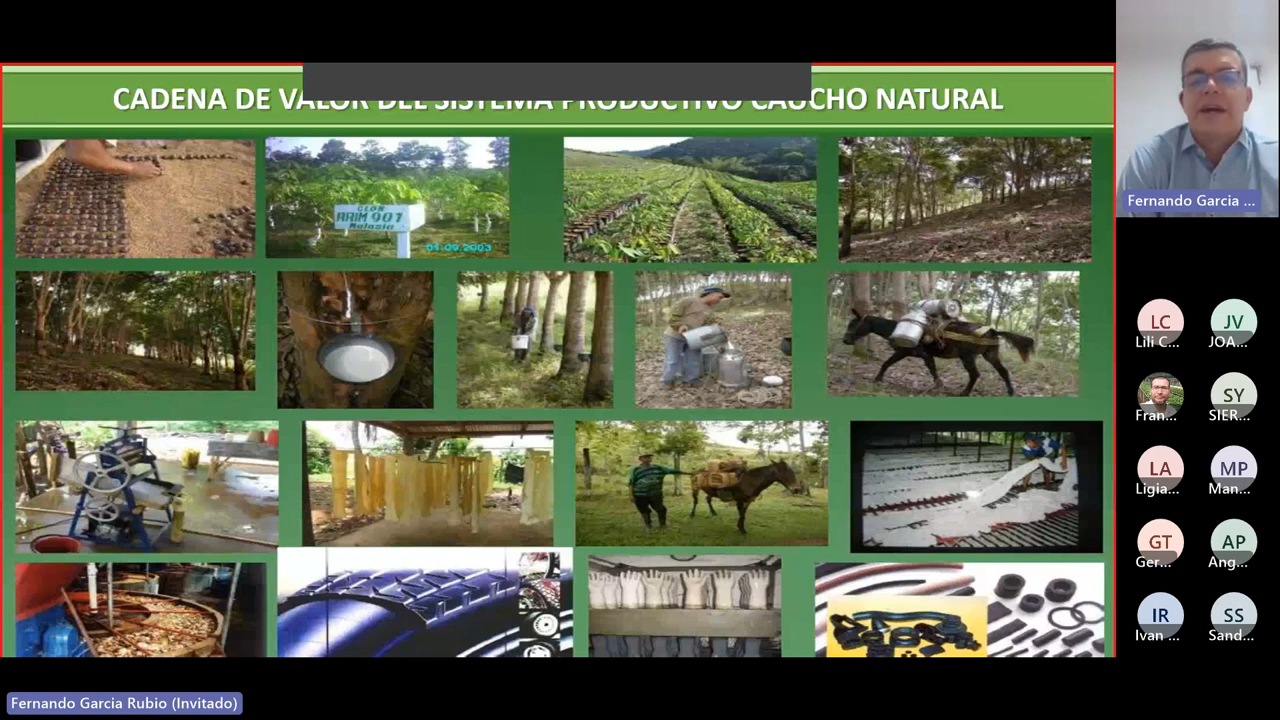 CADENA DE VALOR DEL SISTEMA PRODUCTIVO CAUCHO NATURAL
CLON
RRIM 901
Malasia
01.09.2003
Fernando Garcia ...
LC
Lili C...
JV
JOA...
Fran...
SY
SIER...
LA
Ligia...
MP
Man...
GT
Ger...
AP
Ang...
IR
Ivan ...
SS
Sand...
Fernando Garcia Rubio (Invitado)